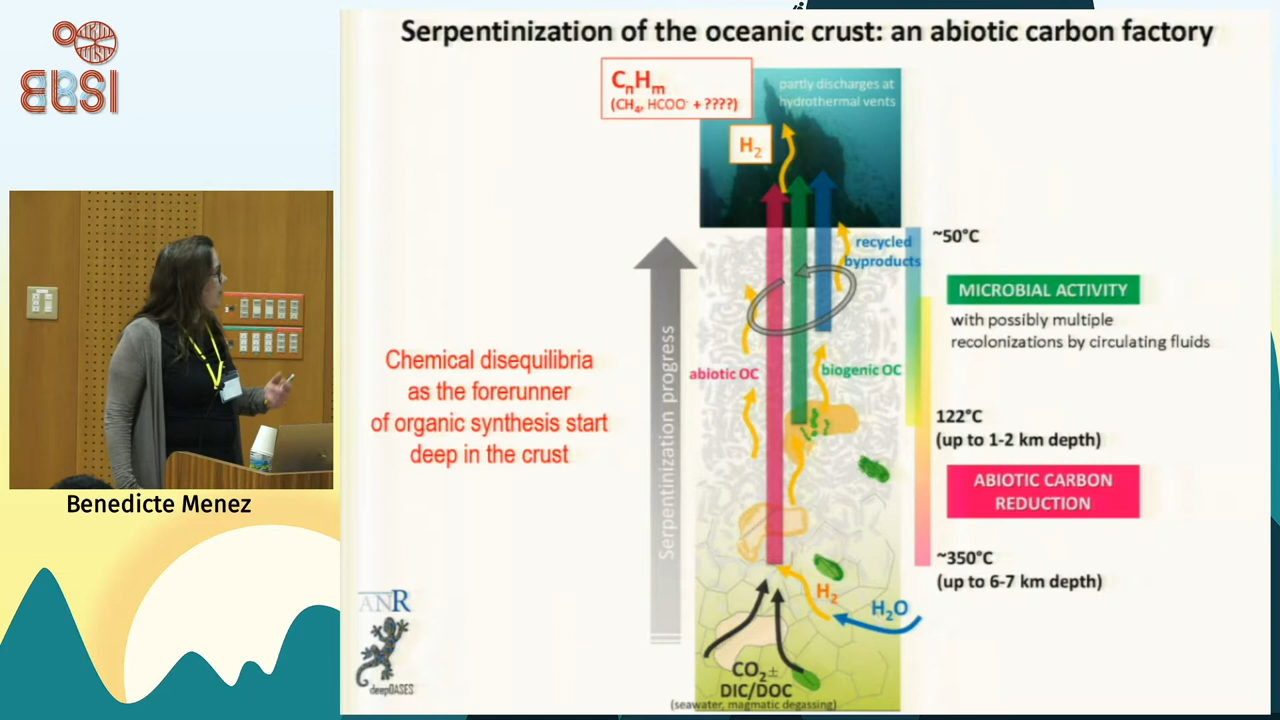 Serpentinization of the oceanic crust: an abiotic carbon factory
ELSI
CnHm
(CH4, HCOO- + ????)
partly discharges at
hydrothermal vents
H2
~50°C
recycled
byproducts
MICROBIAL ACTIVITY
with possibly multiple
recolonizations by circulating fluids
Serpentinization progress
Chemical disequilibria
as the forerunner
of organic synthesis start
deep in the crust
abiotic OC
biogenic OC
122°C
(up to 1-2 km depth)
ABIOTIC CARBON
REDUCTION
Benedicte Menez
~350°C
(up to 6-7 km depth)
H2
H2O
ANR
deepOASES
CO2±
DIC/DOC
(seawater, magmatic degassing)